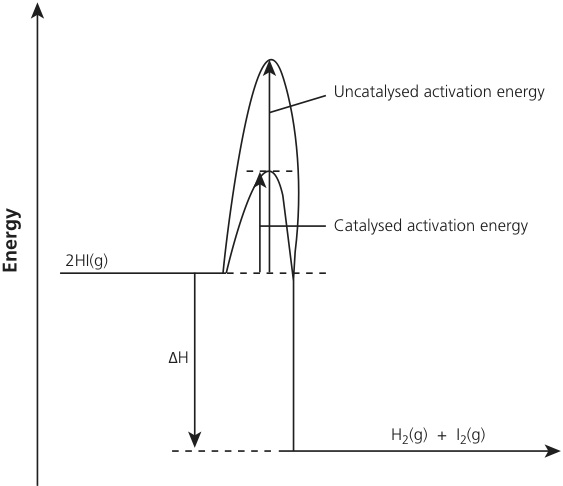 Uncatalysed activation energy
Energy
Catalysed activation energy
2HI(g)
ΔH
H₂(g) + I₂(g)